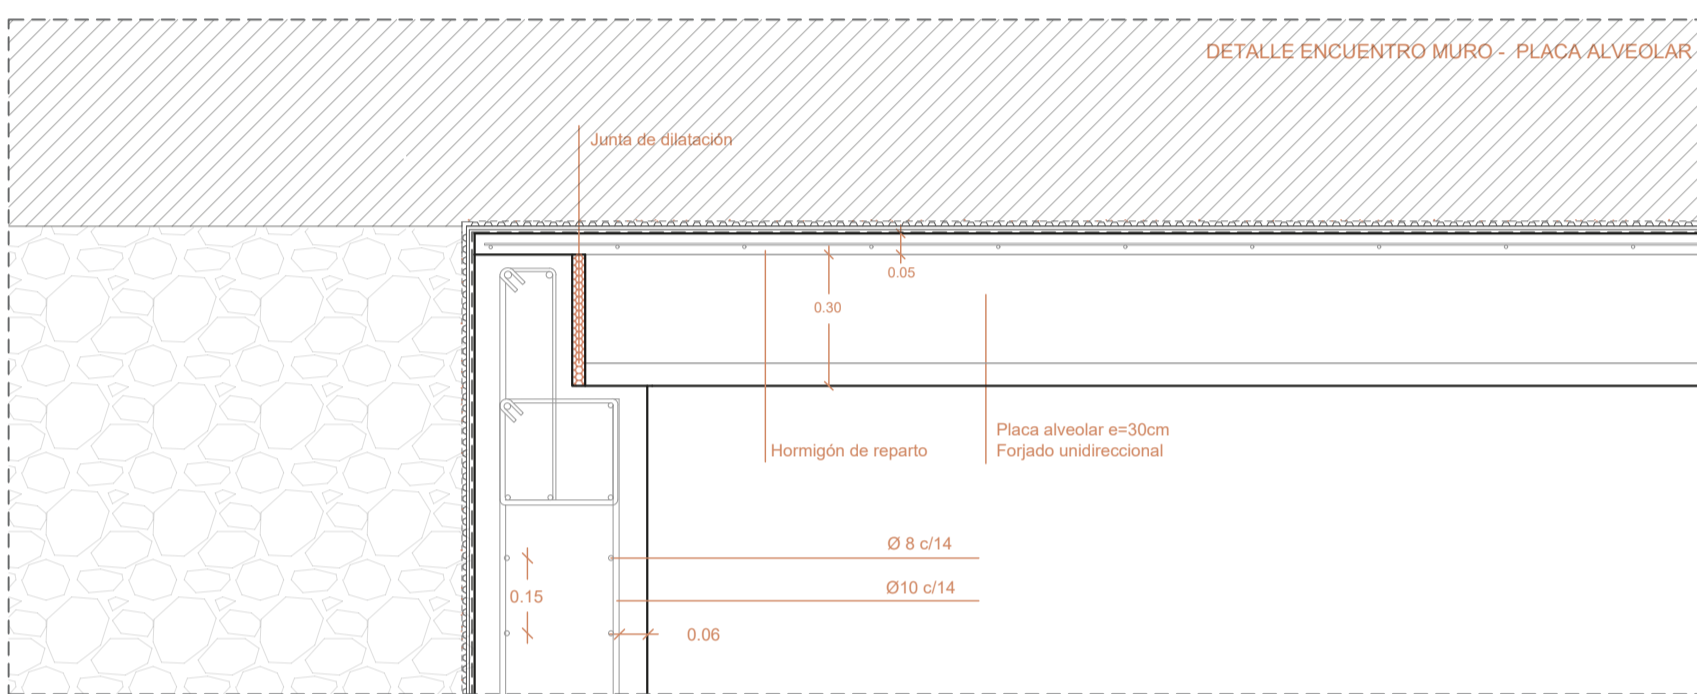 DETALLE ENCUENTRO MURO - PLACA ALVEOLAR
Junta de dilatación
0.05
0.30
Placa alveolar e=30cm
Forjado unidireccional
Hormigón de reparto
Ø 8 c/14
Ø10 c/14
0.15
0.06